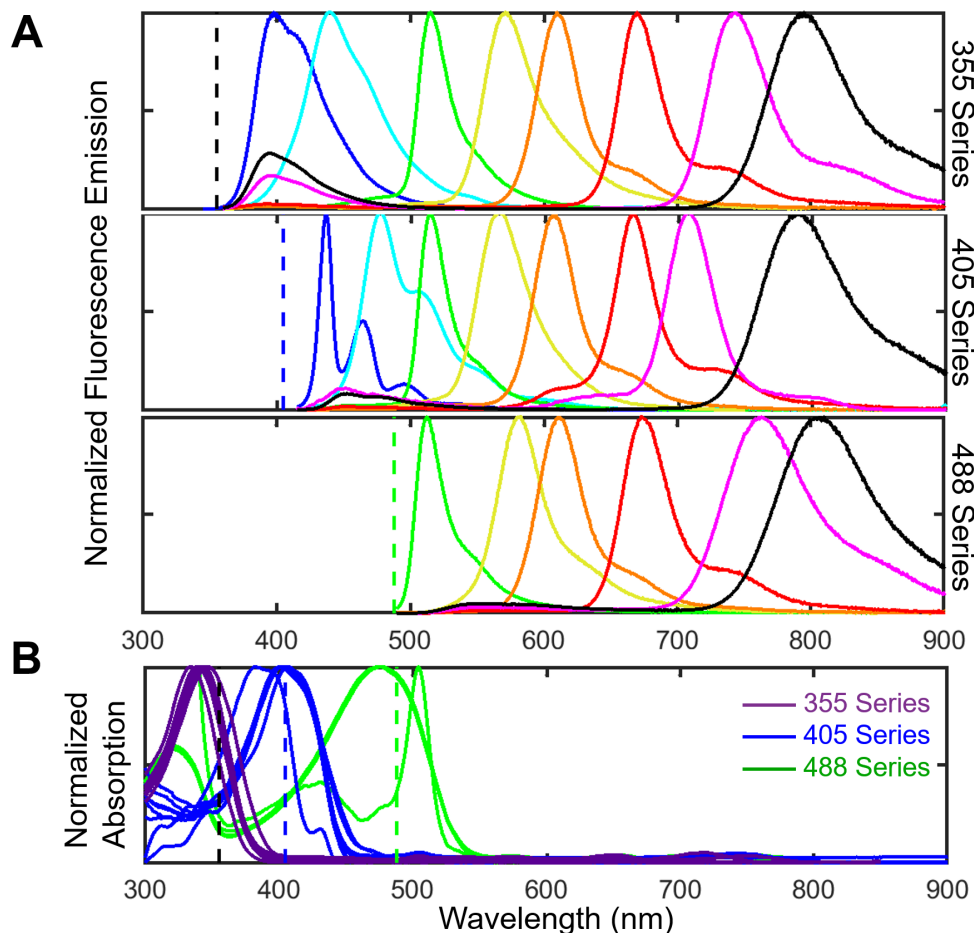 A
Normalized Fluorescence Emission
355 Series
405 Series
488 Series
300 400 500 600 700 800 900
B
Normalized
Absorption
355 Series
405 Series
488 Series
300 400 500 600 700 800 900
Wavelength (nm)